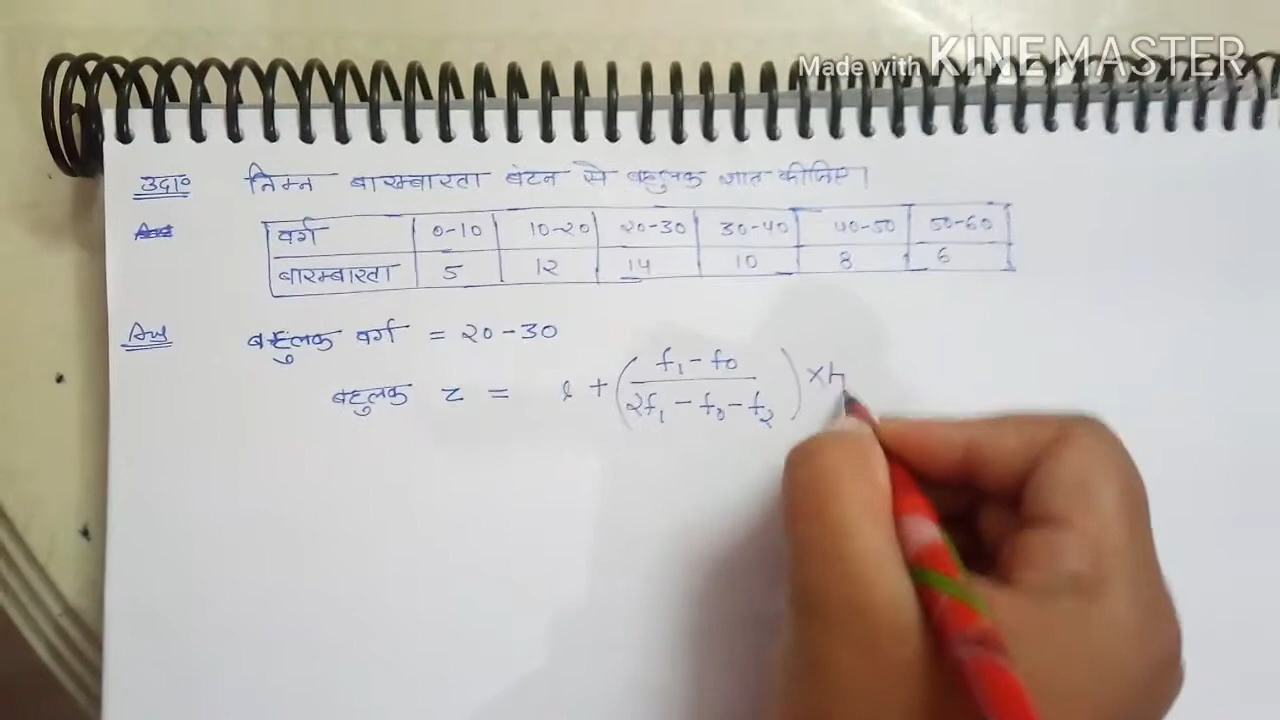 Made with KINEMASTER
उदा० निम्न बारम्बारता बंटन से बहुलक ज्ञात कीजिए।
वर्ग 0-10 10-20 20-30 30-40 40-50 50-60
बारम्बारता 5 12 14 10 8 6
Ans बहुलक वर्ग = 20-30
बहुलक z = l + (f₁ - f₀ / 2f₁ - f₀ - f₂) × h